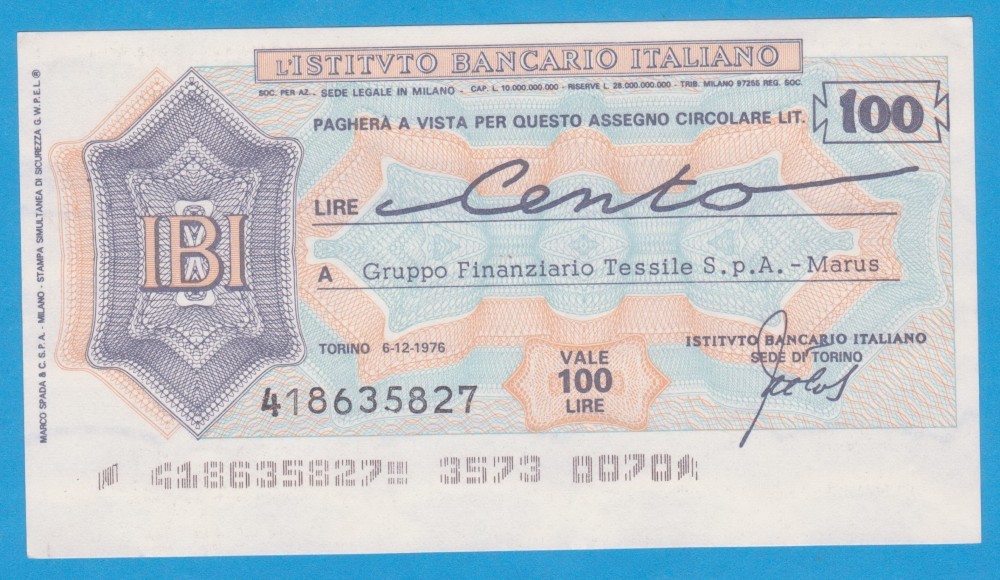 L'ISTITVTO BANCARIO ITALIANO
SOC. PER AZ. - SEDE LEGALE IN MILANO - CAP. L. 10.000.000.000 - RISERVE L. 28.000.000.000 - TRIB. MILANO 97255 REG. SOC.
PAGHERÀ A VISTA PER QUESTO ASSEGNO CIRCOLARE LIT. 100
LIRE Cento
A Gruppo Finanziario Tessile S.p.A. - Marus
IBI
TORINO 6-12-1976
ISTITVTO BANCARIO ITALIANO
SEDE DI TORINO
VALE
100
LIRE
418635827
418635827 3573 0070
MARCO SPADA & C. S.P.A. - MILANO - STAMPA SIMULTANEA DI SICUREZZA G.W.P.E.L.®